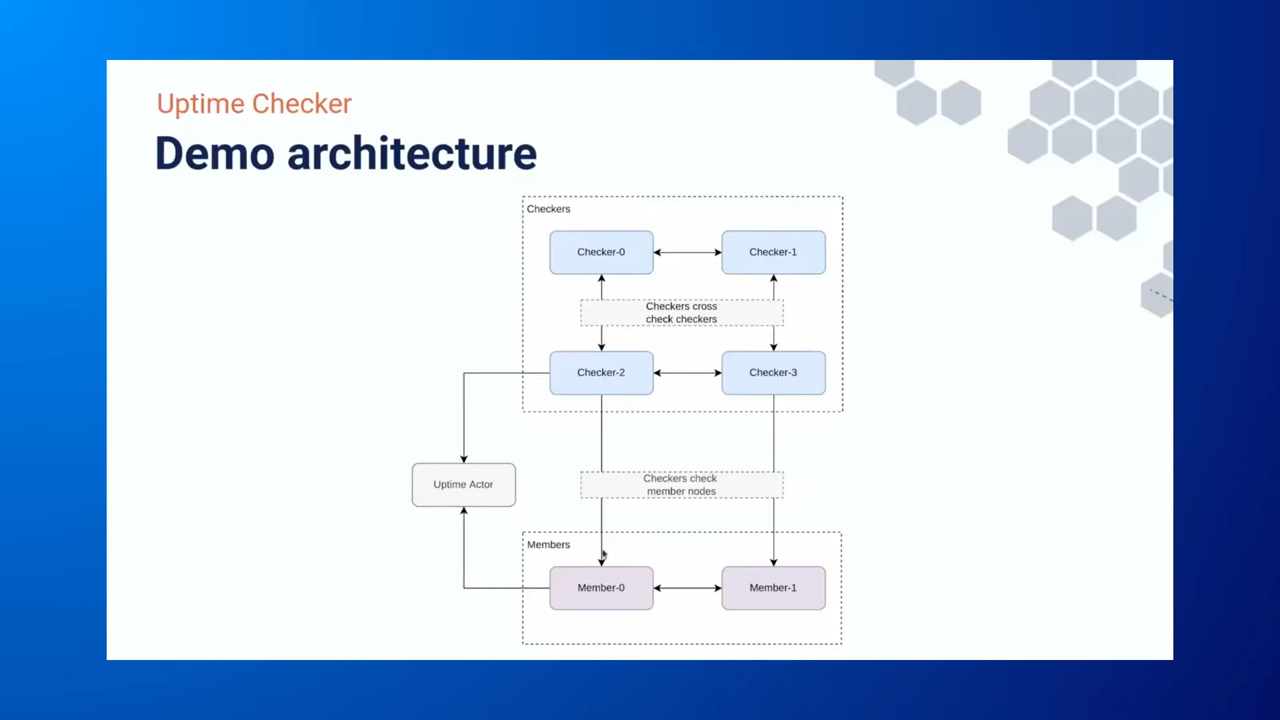 Uptime Checker
Demo architecture
Checkers
Checker-0
Checker-1
Checkers cross
check checkers
Checker-2
Checker-3
Uptime Actor
Checkers check
member nodes
Members
Member-0
Member-1